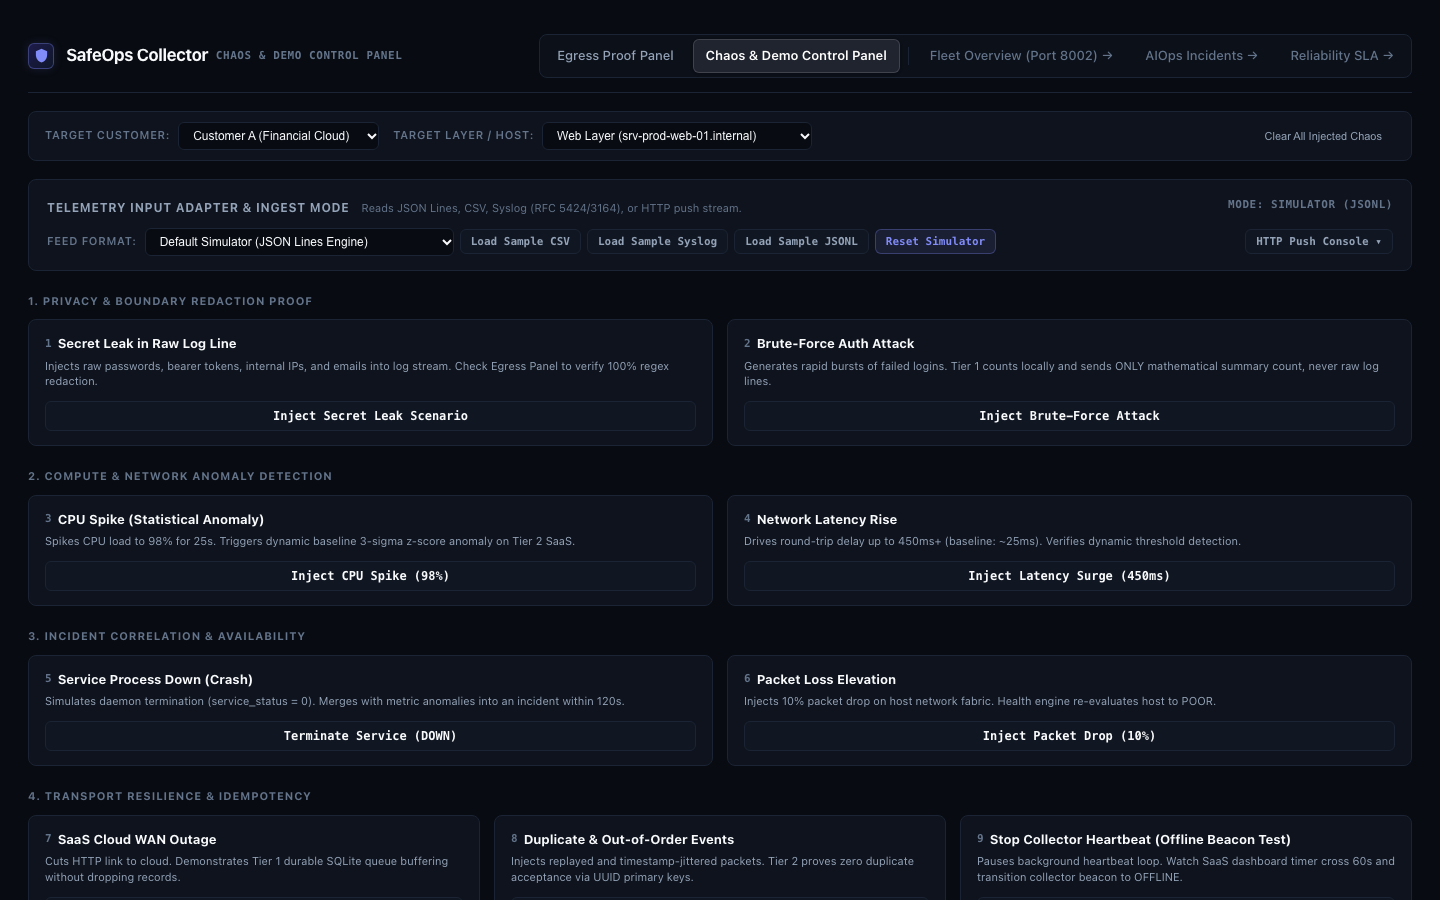 SafeOps Collector CHAOS & DEMO CONTROL PANEL
Egress Proof Panel
Chaos & Demo Control Panel
Fleet Overview (Port 8002) →
AIOps Incidents →
Reliability SLA →
TARGET CUSTOMER: Customer A (Financial Cloud) TARGET LAYER / HOST: Web Layer (srv-prod-web-01.internal) Clear All Injected Chaos
TELEMETRY INPUT ADAPTER & INGEST MODE Reads JSON Lines, CSV, Syslog (RFC 5424/3164), or HTTP push stream. MODE: SIMULATOR (JSONL)
FEED FORMAT: Default Simulator (JSON Lines Engine) Load Sample CSV Load Sample Syslog Load Sample JSONL Reset Simulator HTTP Push Console ▾
1. PRIVACY & BOUNDARY REDACTION PROOF
1 Secret Leak in Raw Log Line
Injects raw passwords, bearer tokens, internal IPs, and emails into log stream. Check Egress Panel to verify 100% regex
redaction.
Inject Secret Leak Scenario
2 Brute-Force Auth Attack
Generates rapid bursts of failed logins. Tier 1 counts locally and sends ONLY mathematical summary count, never raw log
lines.
Inject Brute-Force Attack
2. COMPUTE & NETWORK ANOMALY DETECTION
3 CPU Spike (Statistical Anomaly)
Spikes CPU load to 98% for 25s. Triggers dynamic baseline 3-sigma z-score anomaly on Tier 2 SaaS.
Inject CPU Spike (98%)
4 Network Latency Rise
Drives round-trip delay up to 450ms+ (baseline: ~25ms). Verifies dynamic threshold detection.
Inject Latency Surge (450ms)
3. INCIDENT CORRELATION & AVAILABILITY
5 Service Process Down (Crash)
Simulates daemon termination (service_status = 0). Merges with metric anomalies into an incident within 120s.
Terminate Service (DOWN)
6 Packet Loss Elevation
Injects 10% packet drop on host network fabric. Health engine re-evaluates host to POOR.
Inject Packet Drop (10%)
4. TRANSPORT RESILIENCE & IDEMPOTENCY
7 SaaS Cloud WAN Outage
Cuts HTTP link to cloud. Demonstrates Tier 1 durable SQLite queue buffering
without dropping records.
8 Duplicate & Out-of-Order Events
Injects replayed and timestamp-jittered packets. Tier 2 proves zero duplicate
acceptance via UUID primary keys.
9 Stop Collector Heartbeat (Offline Beacon Test)
Pauses background heartbeat loop. Watch SaaS dashboard timer cross 60s and
transition collector beacon to OFFLINE.